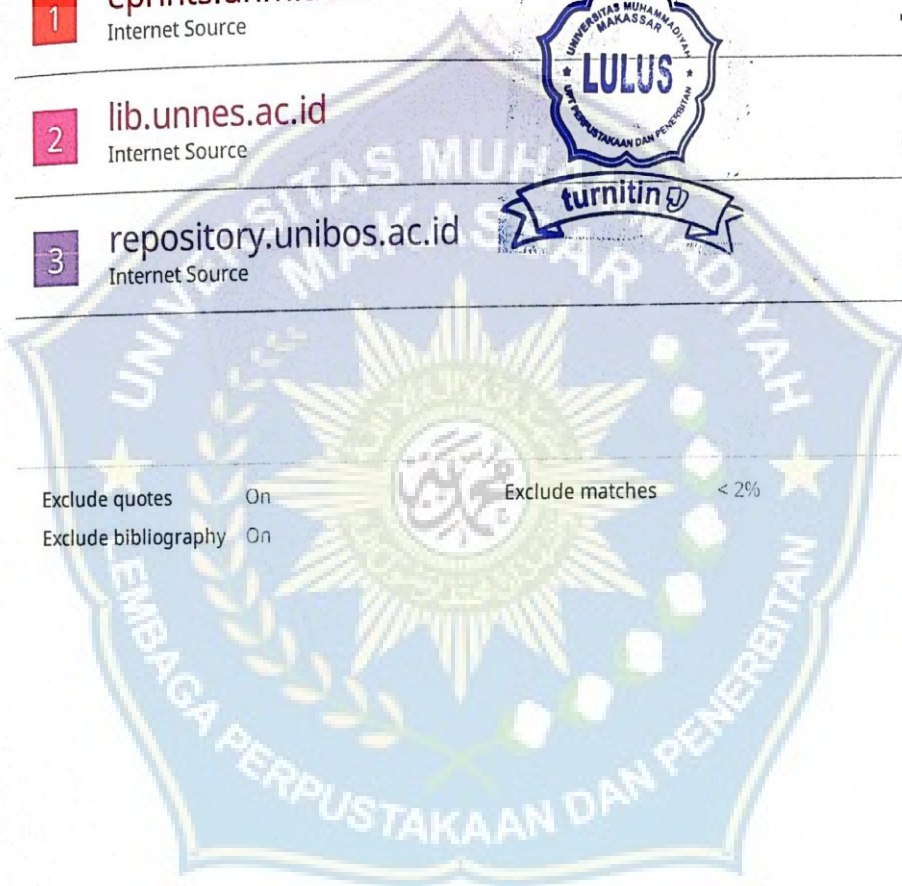 1
Internet Source
UNIVERSITAS MUHAMMADIYAH
MAKASSAR
LULUS
UPT PERPUSTAKAAN DAN PENERBITAN
turnitin
2 lib.unnes.ac.id
Internet Source
3 repository.unibos.ac.id
Internet Source
UNIVERSITAS MUHAMMADIYAH
MAKASSAR
Exclude quotes On
Exclude matches < 2%
Exclude bibliography On
LEMBAGA PERPUSTAKAAN DAN PENERBITAN